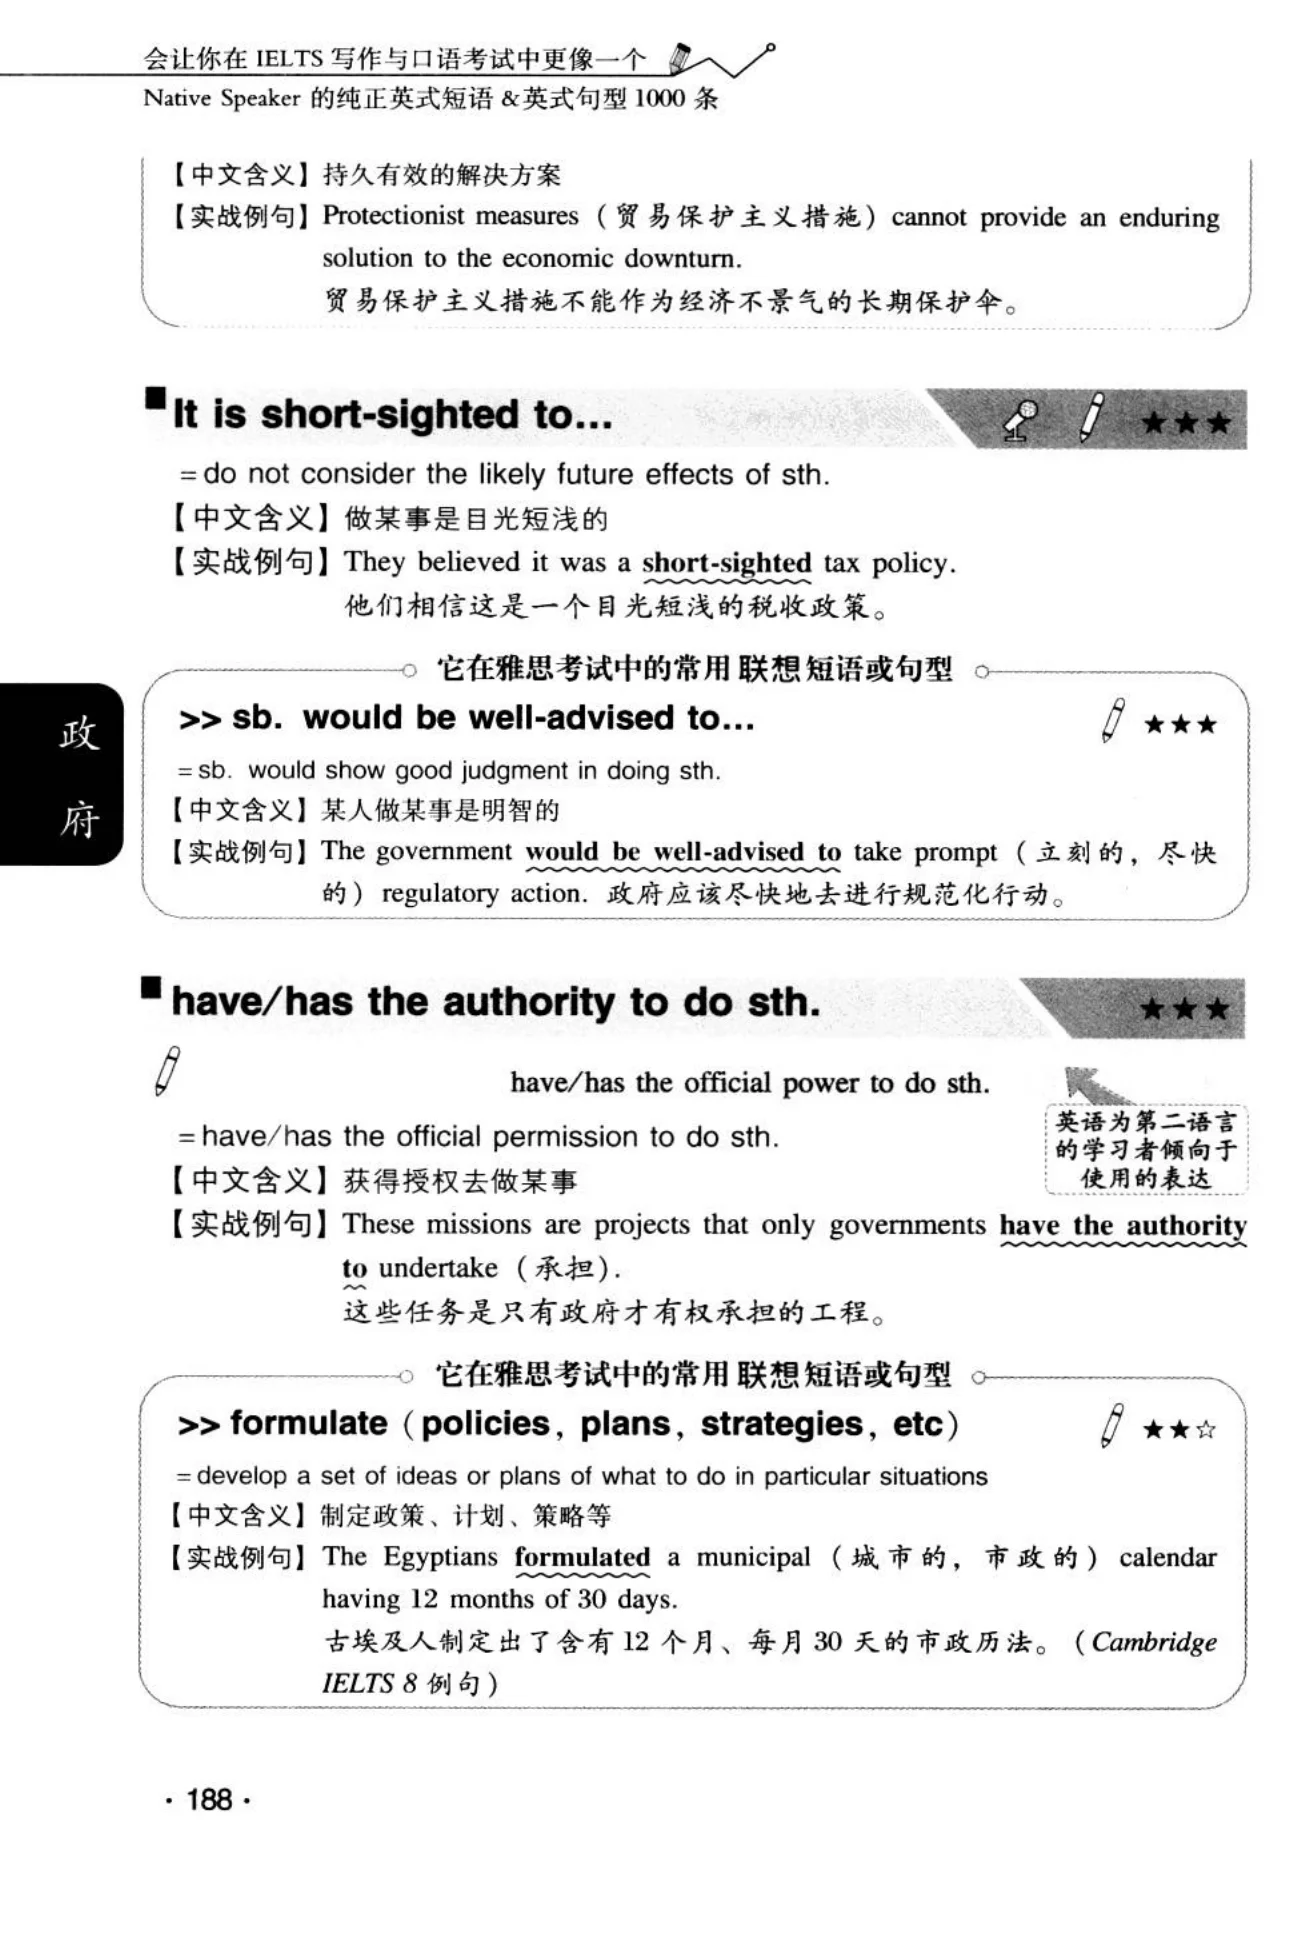 会让你在 IELTS 写作与口语考试中更像一个
Native Speaker 的纯正英式短语 &英式句型 1000 条
【中文含义】持久有效的解决方案
【实战例句】Protectionist measures（贸易保护主义措施）cannot provide an enduring
solution to the economic downturn.
贸易保护主义措施不能作为经济不景气的长期保护伞。
It is short-sighted to... ★★★
=do not consider the likely future effects of sth.
【中文含义】做某事是目光短浅的
【实战例句】They believed it was a short-sighted tax policy.
他们相信这是一个目光短浅的税收政策。
它在雅思考试中的常用联想短语或句型
>> sb. would be well-advised to... ★★★
=sb. would show good judgment in doing sth.
【中文含义】某人做某事是明智的
【实战例句】The government would be well-advised to take prompt（立刻的，尽快
的）regulatory action. 政府应该尽快地去进行规范化行动。
政
府
have/has the authority to do sth. ★★★
have/has the official power to do sth.
英语为第二语言
的学习者倾向于
使用的表达
=have/has the official permission to do sth.
【中文含义】获得授权去做某事
【实战例句】These missions are projects that only governments have the authority
to undertake（承担）.
这些任务是只有政府才有权承担的工程。
它在雅思考试中的常用联想短语或句型
>> formulate（policies, plans, strategies, etc） ★★☆
=develop a set of ideas or plans of what to do in particular situations
【中文含义】制定政策、计划、策略等
【实战例句】The Egyptians formulated a municipal（城市的，市政的）calendar
having 12 months of 30 days.
古埃及人制定出了含有 12 个月、每月 30 天的市政历法。（Cambridge
IELTS 8 例句）
· 188 ·